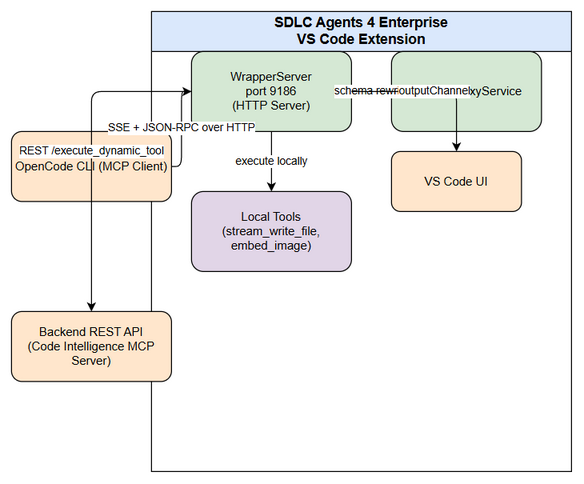 SDLC Agents 4 Enterprise
VS Code Extension
WrapperServer
port 9186
(HTTP Server)
schema rew
outputChannel
xyService
SSE + JSON-RPC over HTTP
REST /execute_dynamic_tool
OpenCode CLI (MCP Client)
execute locally
VS Code UI
Local Tools
(stream_write_file,
embed_image)
Backend REST API
(Code Intelligence MCP
Server)